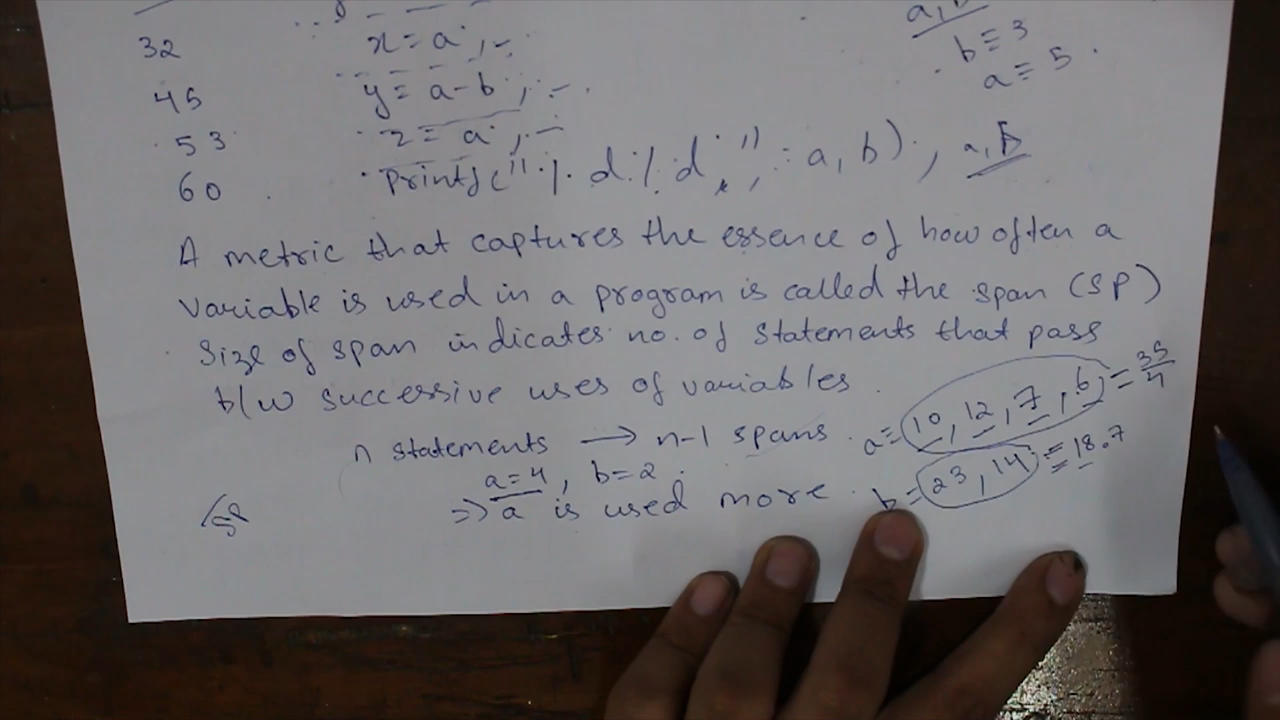 32 x = a ;
45 y = a - b ;
53 z = a ;
60 printf("%d%d", a, b);
a, b
b = 3
a = 5
a, b
A metric that captures the essence of how often a
variable is used in a program is called the span (SP)
Size of span indicates no. of statements that pass
b/w successive uses of variables.
n statements → n-1 spans.
a=4, b=2.
⇒ a is used more.
a = 10, 12, 7, 6 = 35/4
b = 23, 14 = 18.7